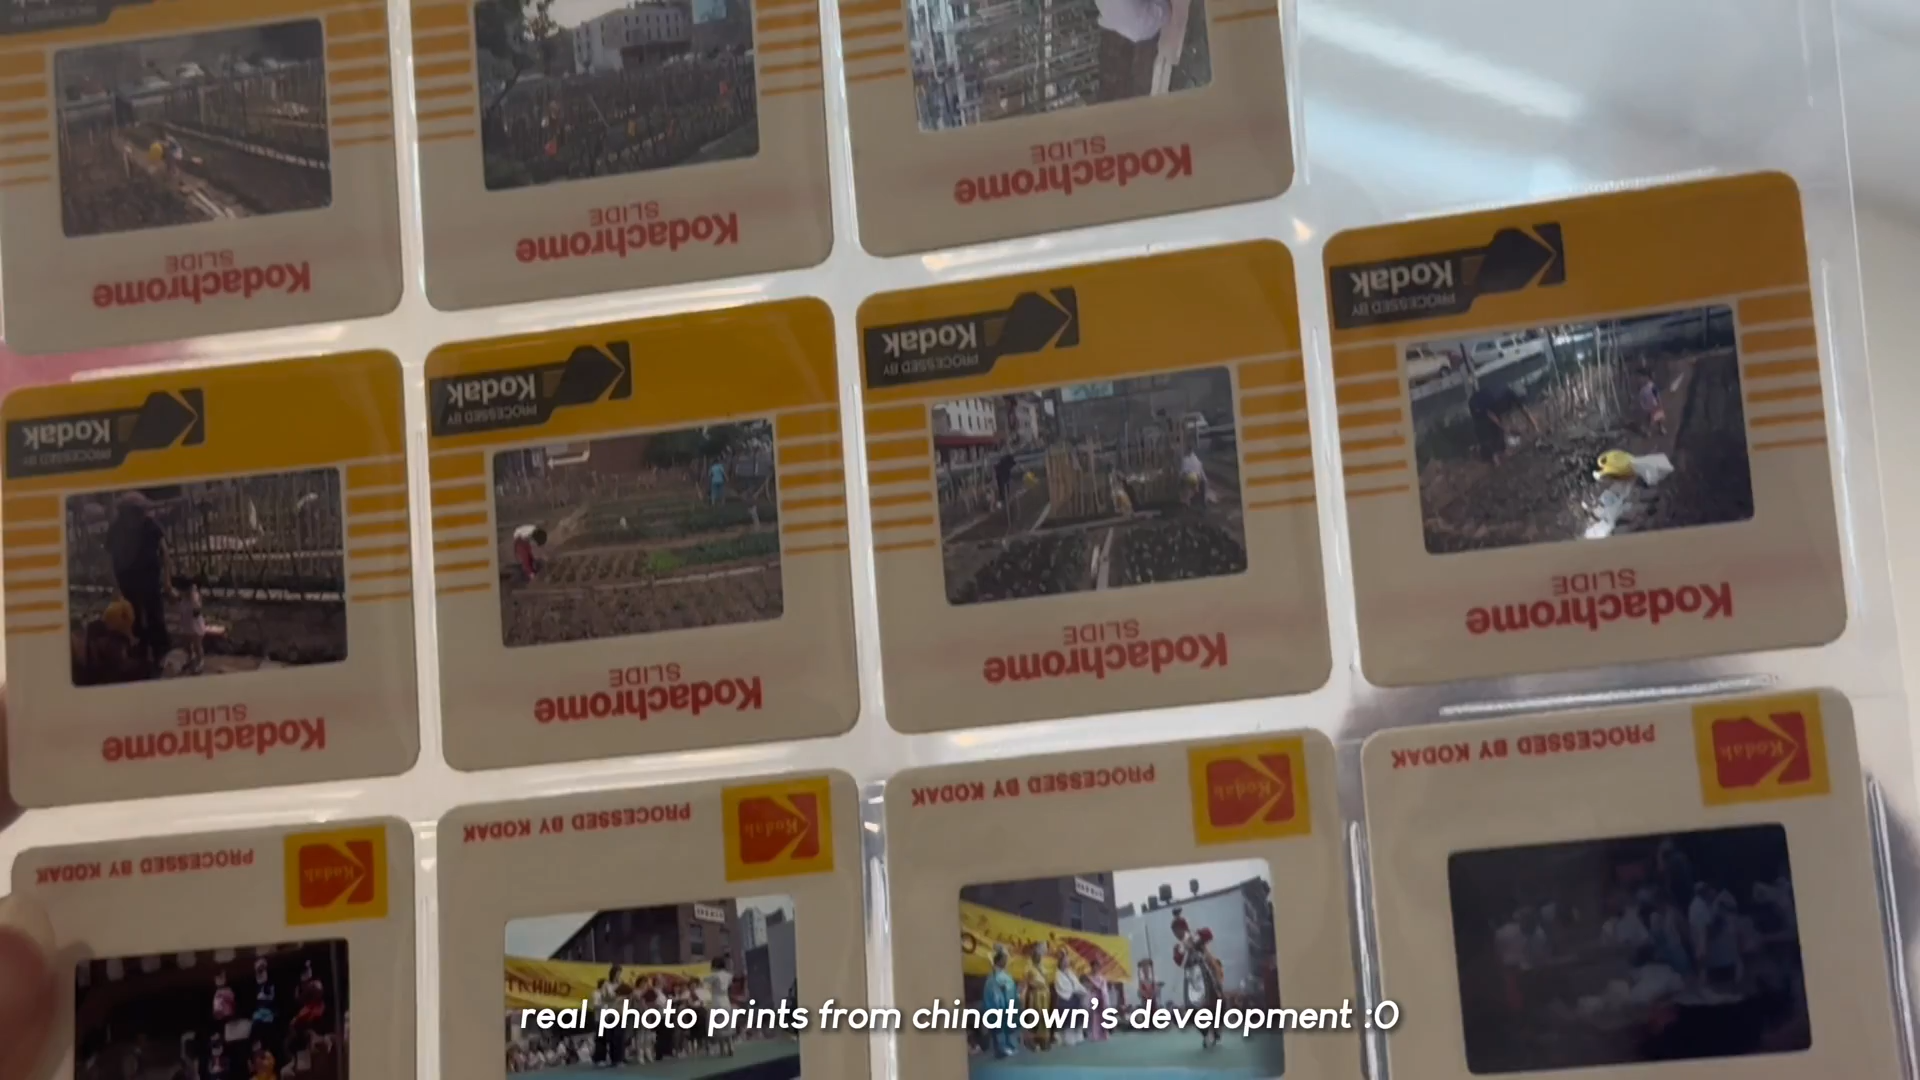 Kodachrome
SLIDE
Kodachrome
SLIDE
Kodachrome
SLIDE
PROCESSED BY
Kodak
Kodachrome
SLIDE
PROCESSED BY
Kodak
Kodachrome
SLIDE
PROCESSED BY
Kodak
Kodachrome
SLIDE
PROCESSED BY
Kodak
Kodachrome
SLIDE
PROCESSED BY KODAK
Kodak
PROCESSED BY KODAK
Kodak
PROCESSED BY KODAK
Kodak
PROCESSED BY KODAK
Kodak
real photo prints from chinatown's development :O